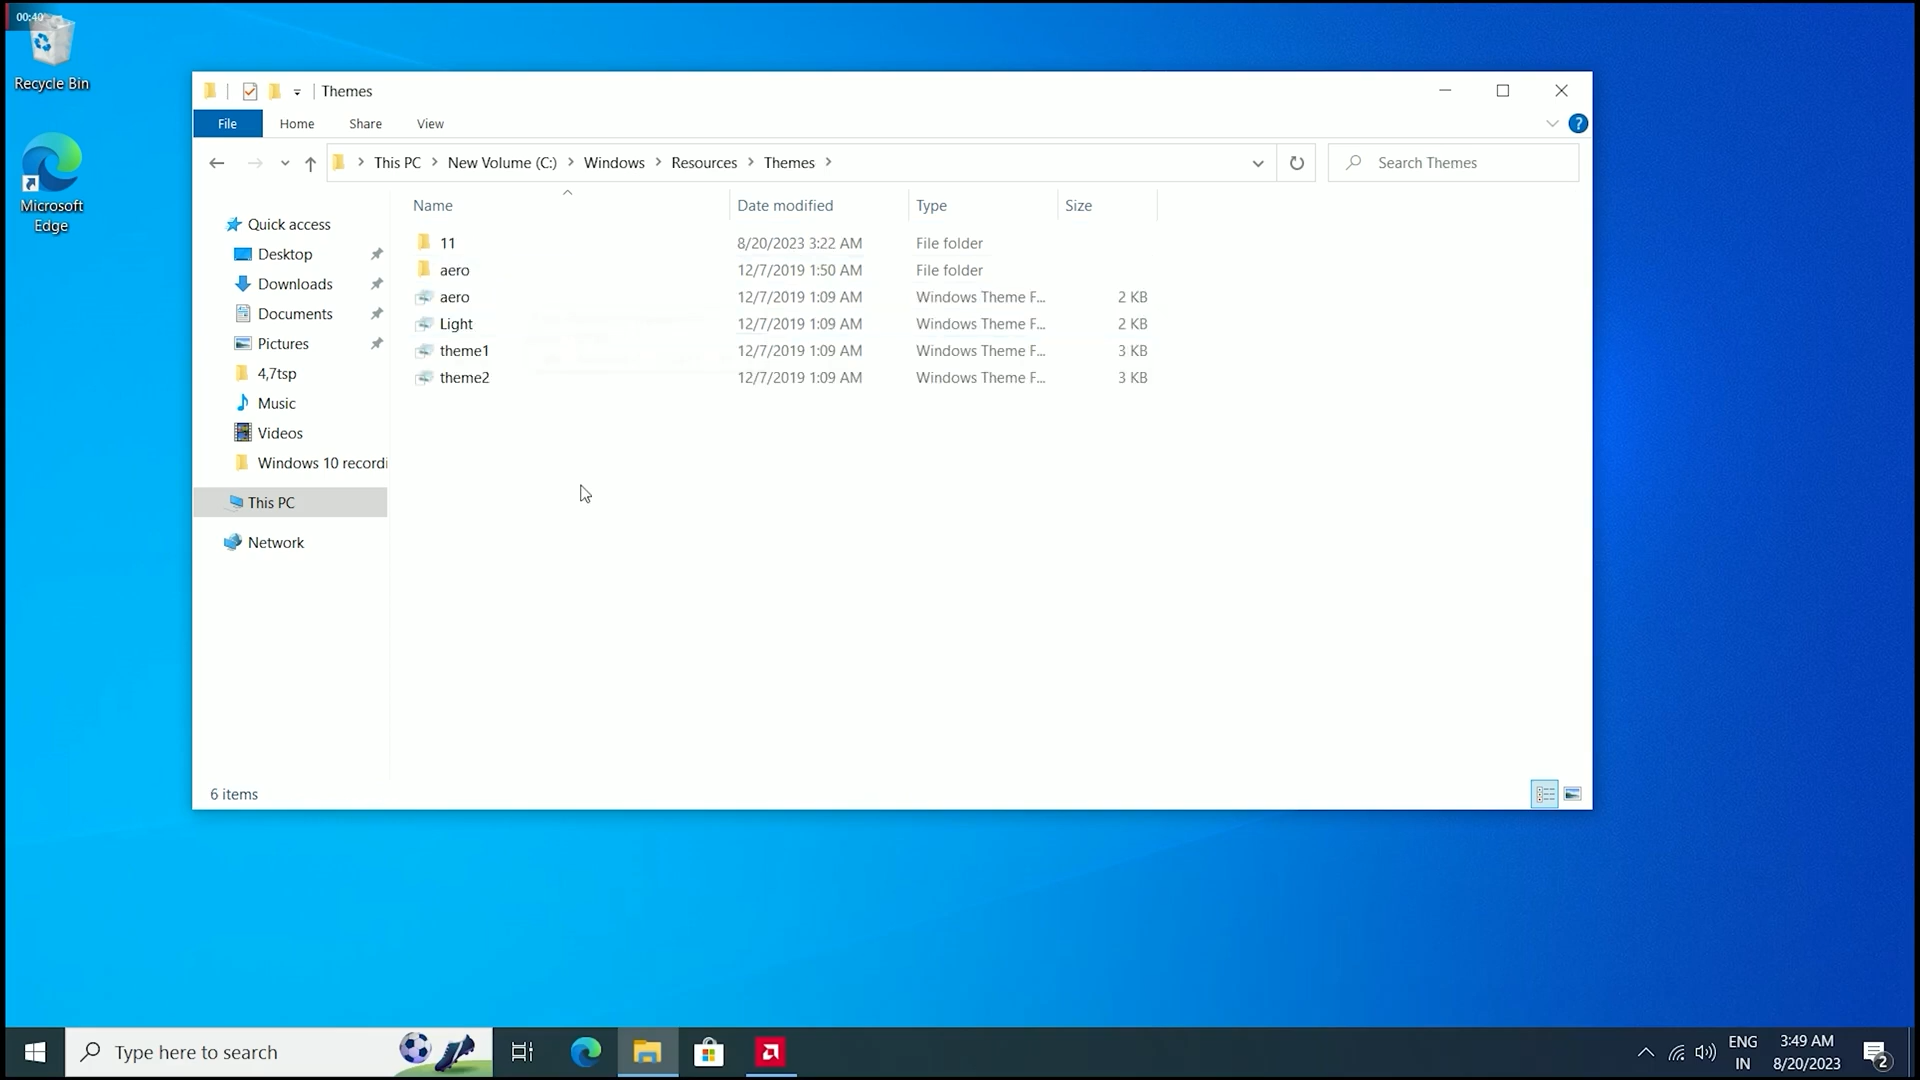 00:40
Recycle Bin
Microsoft
Edge
Themes
File
Home
Share
View
?
This PC
New Volume (C:)
Windows
Resources
Themes
Search Themes
Name
Date modified
Type
Size
Quick access
Desktop
Downloads
Documents
Pictures
4,7tsp
Music
Videos
Windows 10 recordi
This PC
Network
11 8/20/2023 3:22 AM File folder
aero 12/7/2019 1:50 AM File folder
aero 12/7/2019 1:09 AM Windows Theme F... 2 KB
Light 12/7/2019 1:09 AM Windows Theme F... 2 KB
theme1 12/7/2019 1:09 AM Windows Theme F... 3 KB
theme2 12/7/2019 1:09 AM Windows Theme F... 3 KB
6 items
Type here to search
ENG
IN
3:49 AM
8/20/2023
2